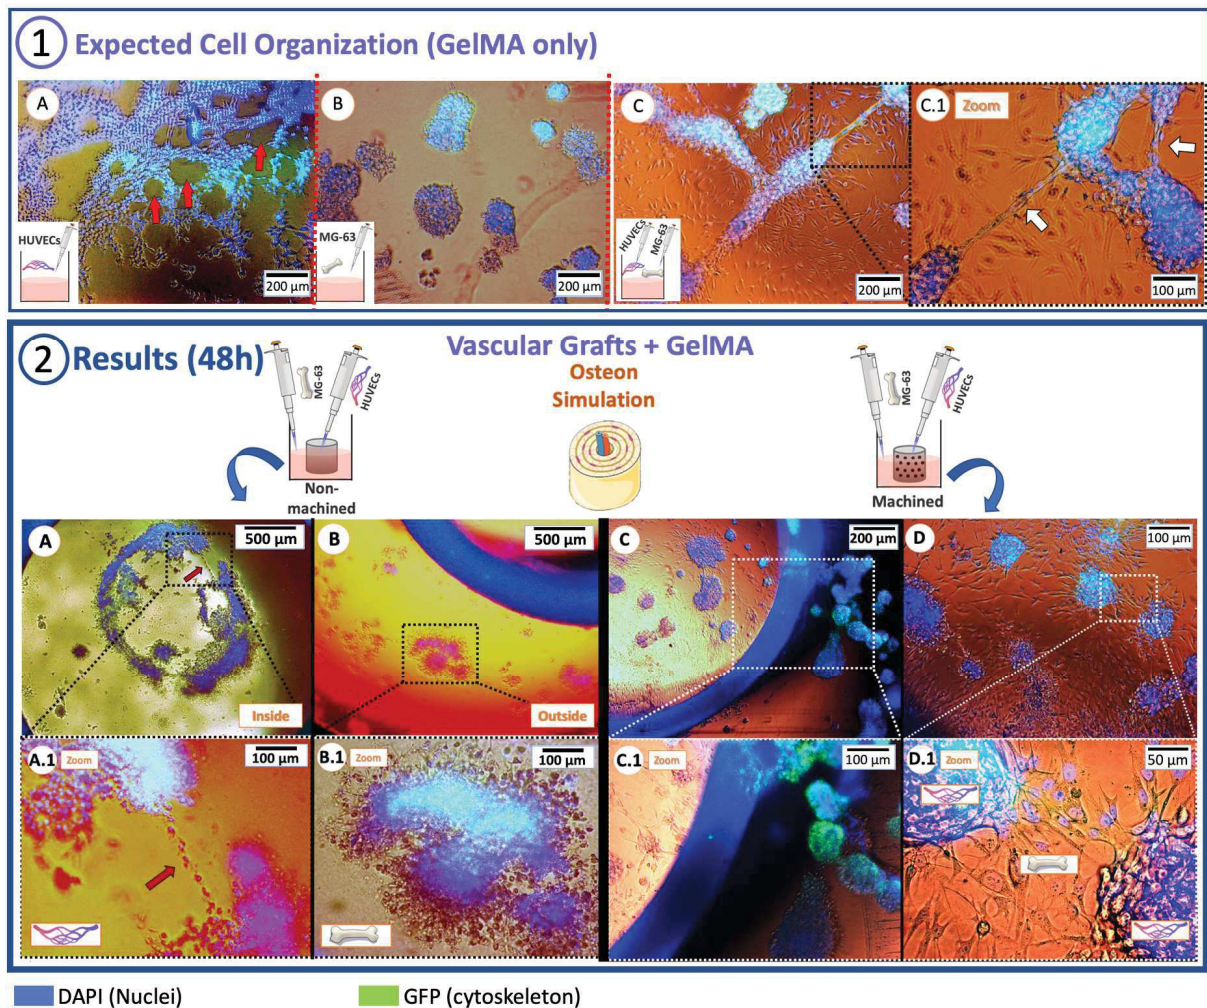 1 Expected Cell Organization (GelMA only)
A
HUVECs
200 μm
B
MG-63
200 μm
C
HUVECs
MG-63
200 μm
C.1 Zoom
100 μm
2 Results (48h)
Vascular Grafts + GelMA
Osteon
Simulation
MG-63
HUVECs
Non-
machined
MG-63
HUVECs
Machined
A
500 μm
Inside
B
500 μm
Outside
C
200 μm
D
100 μm
A.1 Zoom
100 μm
B.1 Zoom
100 μm
C.1 Zoom
100 μm
D.1 Zoom
50 μm
DAPI (Nuclei)
GFP (cytoskeleton)